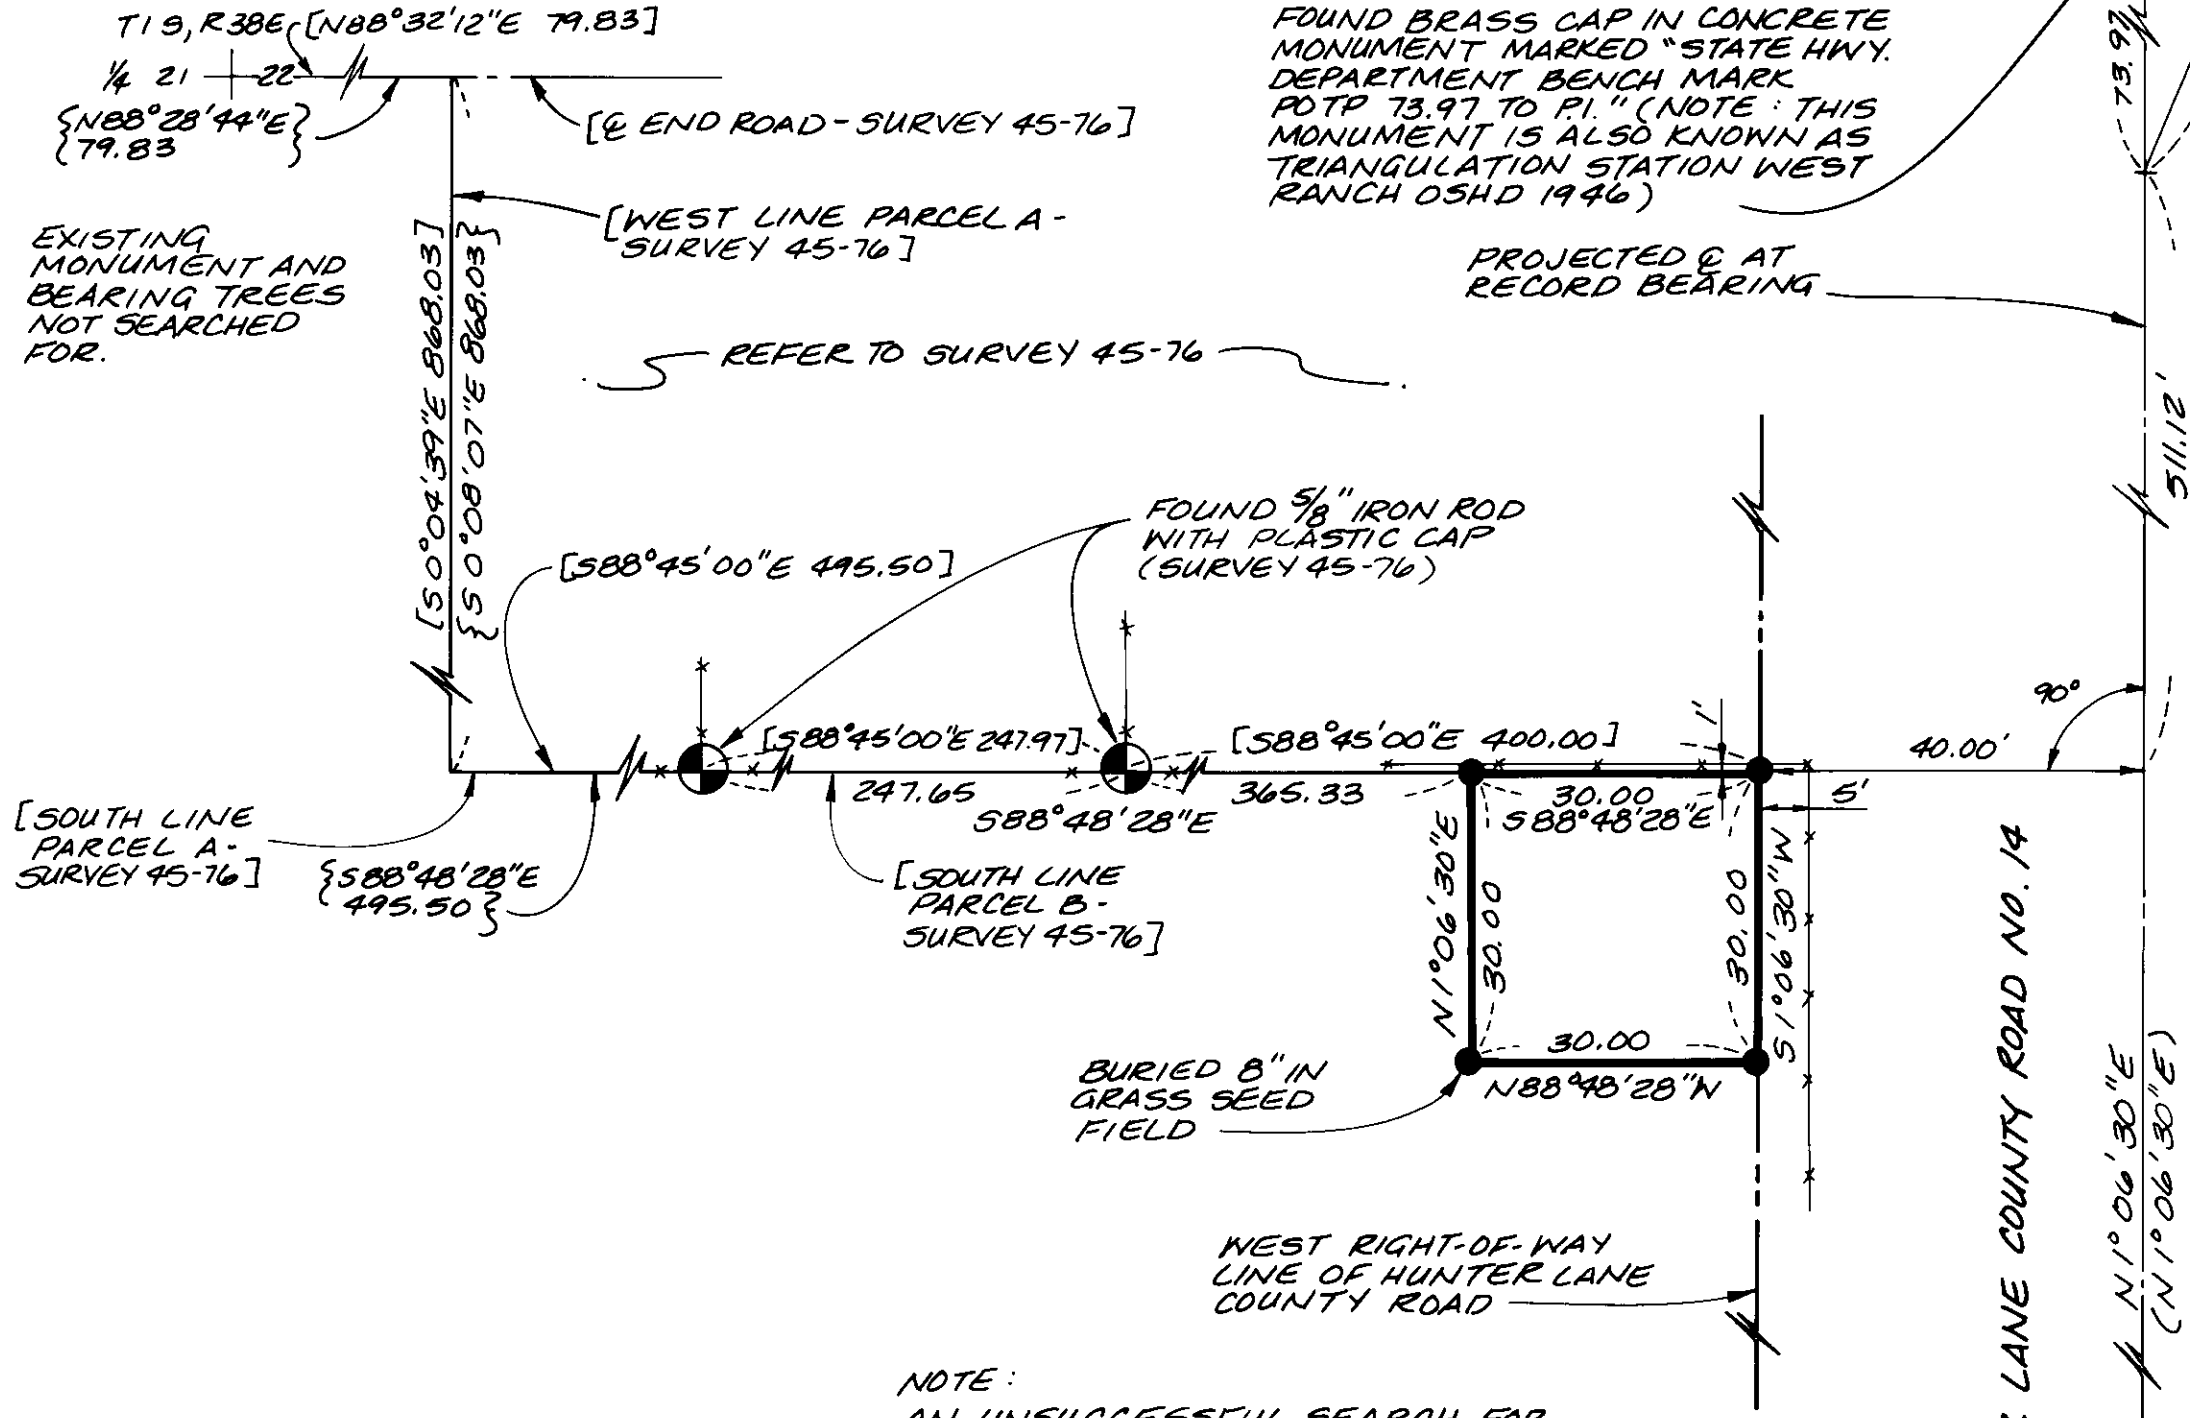 T1S, R38E [N88°32'12"E 79.83]
1/4 21 22
{N88°28'44"E}
{79.83}
[℄ END ROAD - SURVEY 45-76]
[WEST LINE PARCEL A -
SURVEY 45-76]
EXISTING
MONUMENT AND
BEARING TREES
NOT SEARCHED
FOR.
[S0°04'39"E 868.03]
{S0°08'07"E 868.03}
FOUND BRASS CAP IN CONCRETE
MONUMENT MARKED "STATE HWY.
DEPARTMENT BENCH MARK
POTP 73.97 TO P.I." (NOTE: THIS
MONUMENT IS ALSO KNOWN AS
TRIANGULATION STATION WEST
RANCH OSHD 1946)
73.97
PROJECTED ℄ AT
RECORD BEARING
REFER TO SURVEY 45-76
511.12'
FOUND 5/8" IRON ROD
WITH PLASTIC CAP
(SURVEY 45-76)
[S88°45'00"E 495.50]
[S88°45'00"E 247.97]
[S88°45'00"E 400.00]
1'
90°
40.00'
5'
247.65
S88°48'28"E
365.33
30.00
S88°48'28"E
[SOUTH LINE
PARCEL A -
SURVEY 45-76]
{S88°48'28"E
495.50}
[SOUTH LINE
PARCEL B -
SURVEY 45-76]
N1°06'30"E
30.00
30.00
S1°06'30"W
30.00
N88°48'28"W
BURIED 8" IN
GRASS SEED
FIELD
WEST RIGHT-OF-WAY
LINE OF HUNTER LANE
COUNTY ROAD
LANE COUNTY ROAD NO. 14
N1°06'30"E
(N1°06'30"E)
NOTE:
AN UNSUCCESSFUL SEARCH FOR